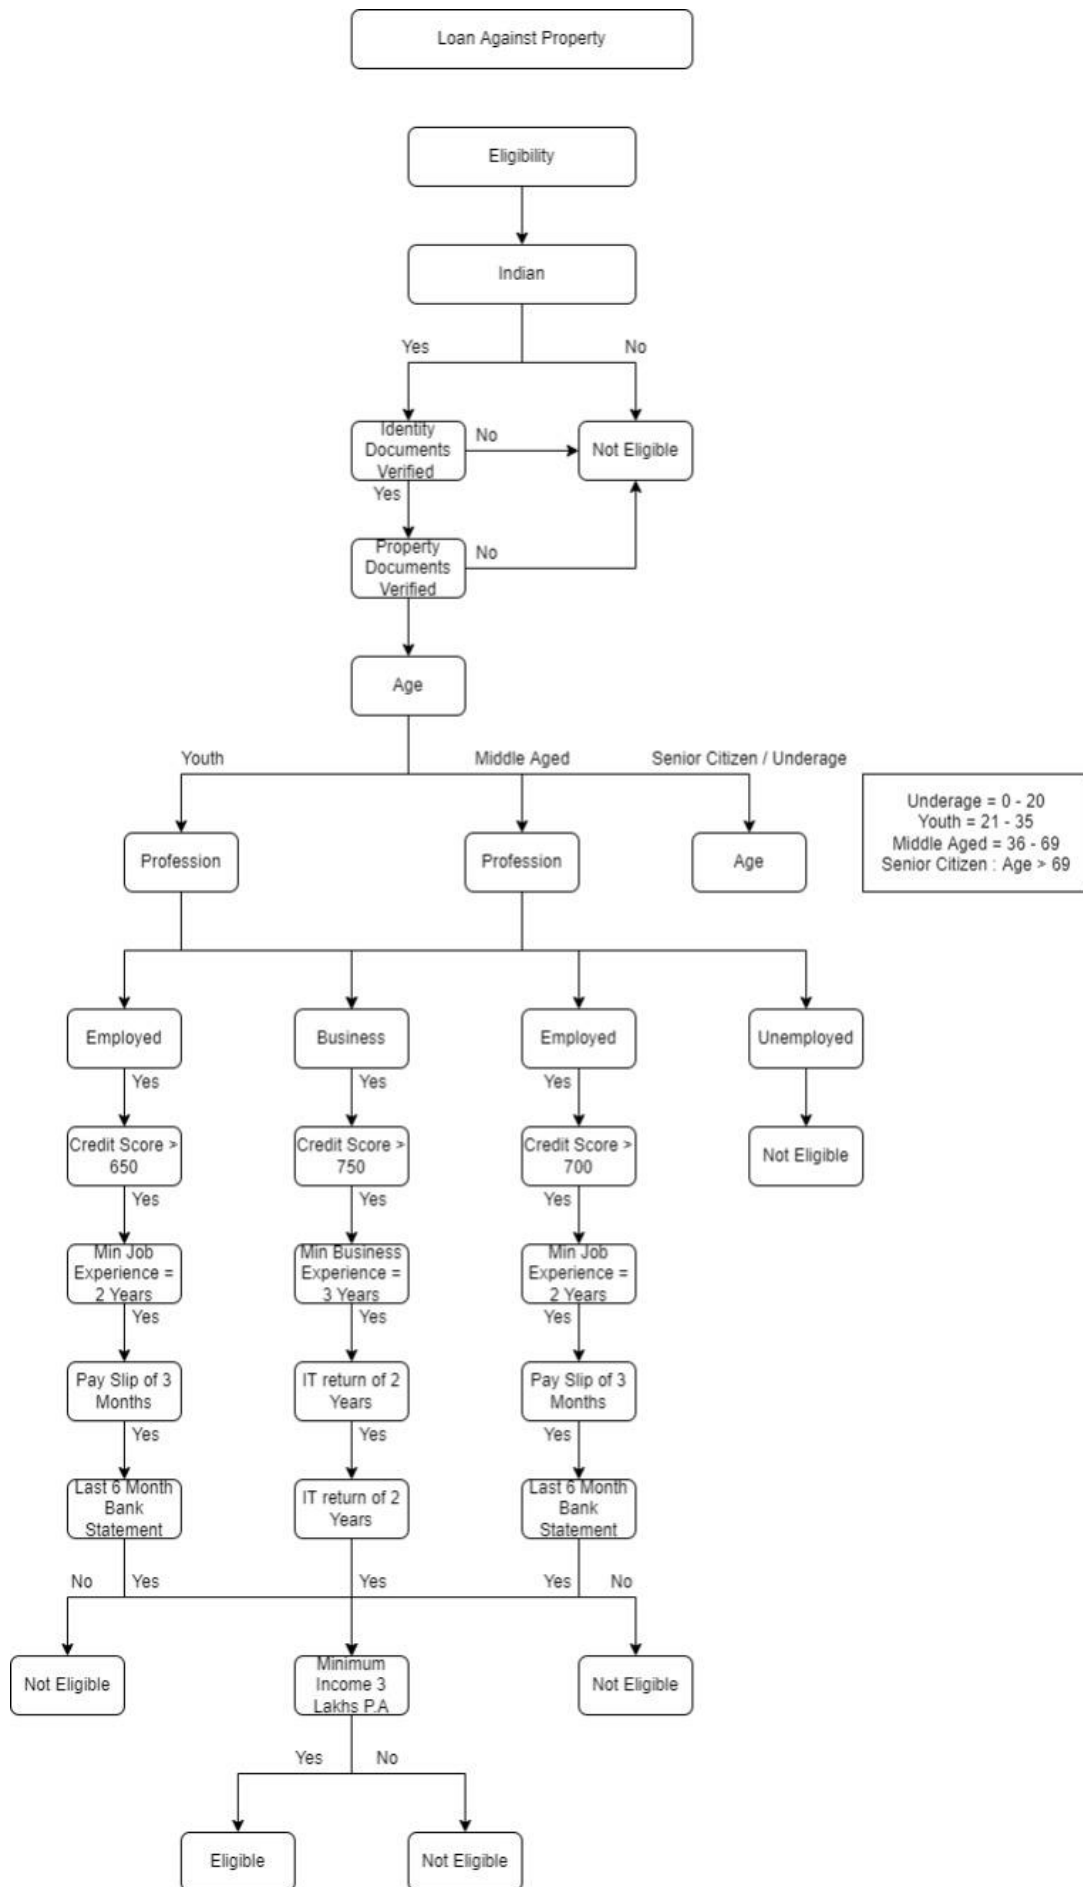 Loan Against Property
Eligibility
Indian
Yes
No
Identity
Documents
Verified
No
Not Eligible
Yes
Property
Documents
Verified
No
Age
Youth
Middle Aged
Senior Citizen / Underage
Underage = 0 - 20
Youth = 21 - 35
Middle Aged = 36 - 69
Senior Citizen : Age > 69
Profession
Profession
Age
Employed
Business
Employed
Unemployed
Yes
Yes
Yes
Credit Score >
650
Credit Score >
750
Credit Score >
700
Not Eligible
Yes
Yes
Yes
Min Job
Experience =
2 Years
Min Business
Experience =
3 Years
Min Job
Experience =
2 Years
Yes
Yes
Yes
Pay Slip of 3
Months
IT return of 2
Years
Pay Slip of 3
Months
Yes
Yes
Yes
Last 6 Month
Bank
Statement
IT return of 2
Years
Last 6 Month
Bank
Statement
No
Yes
Yes
Yes
No
Not Eligible
Minimum
Income 3
Lakhs P.A
Not Eligible
Yes
No
Eligible
Not Eligible